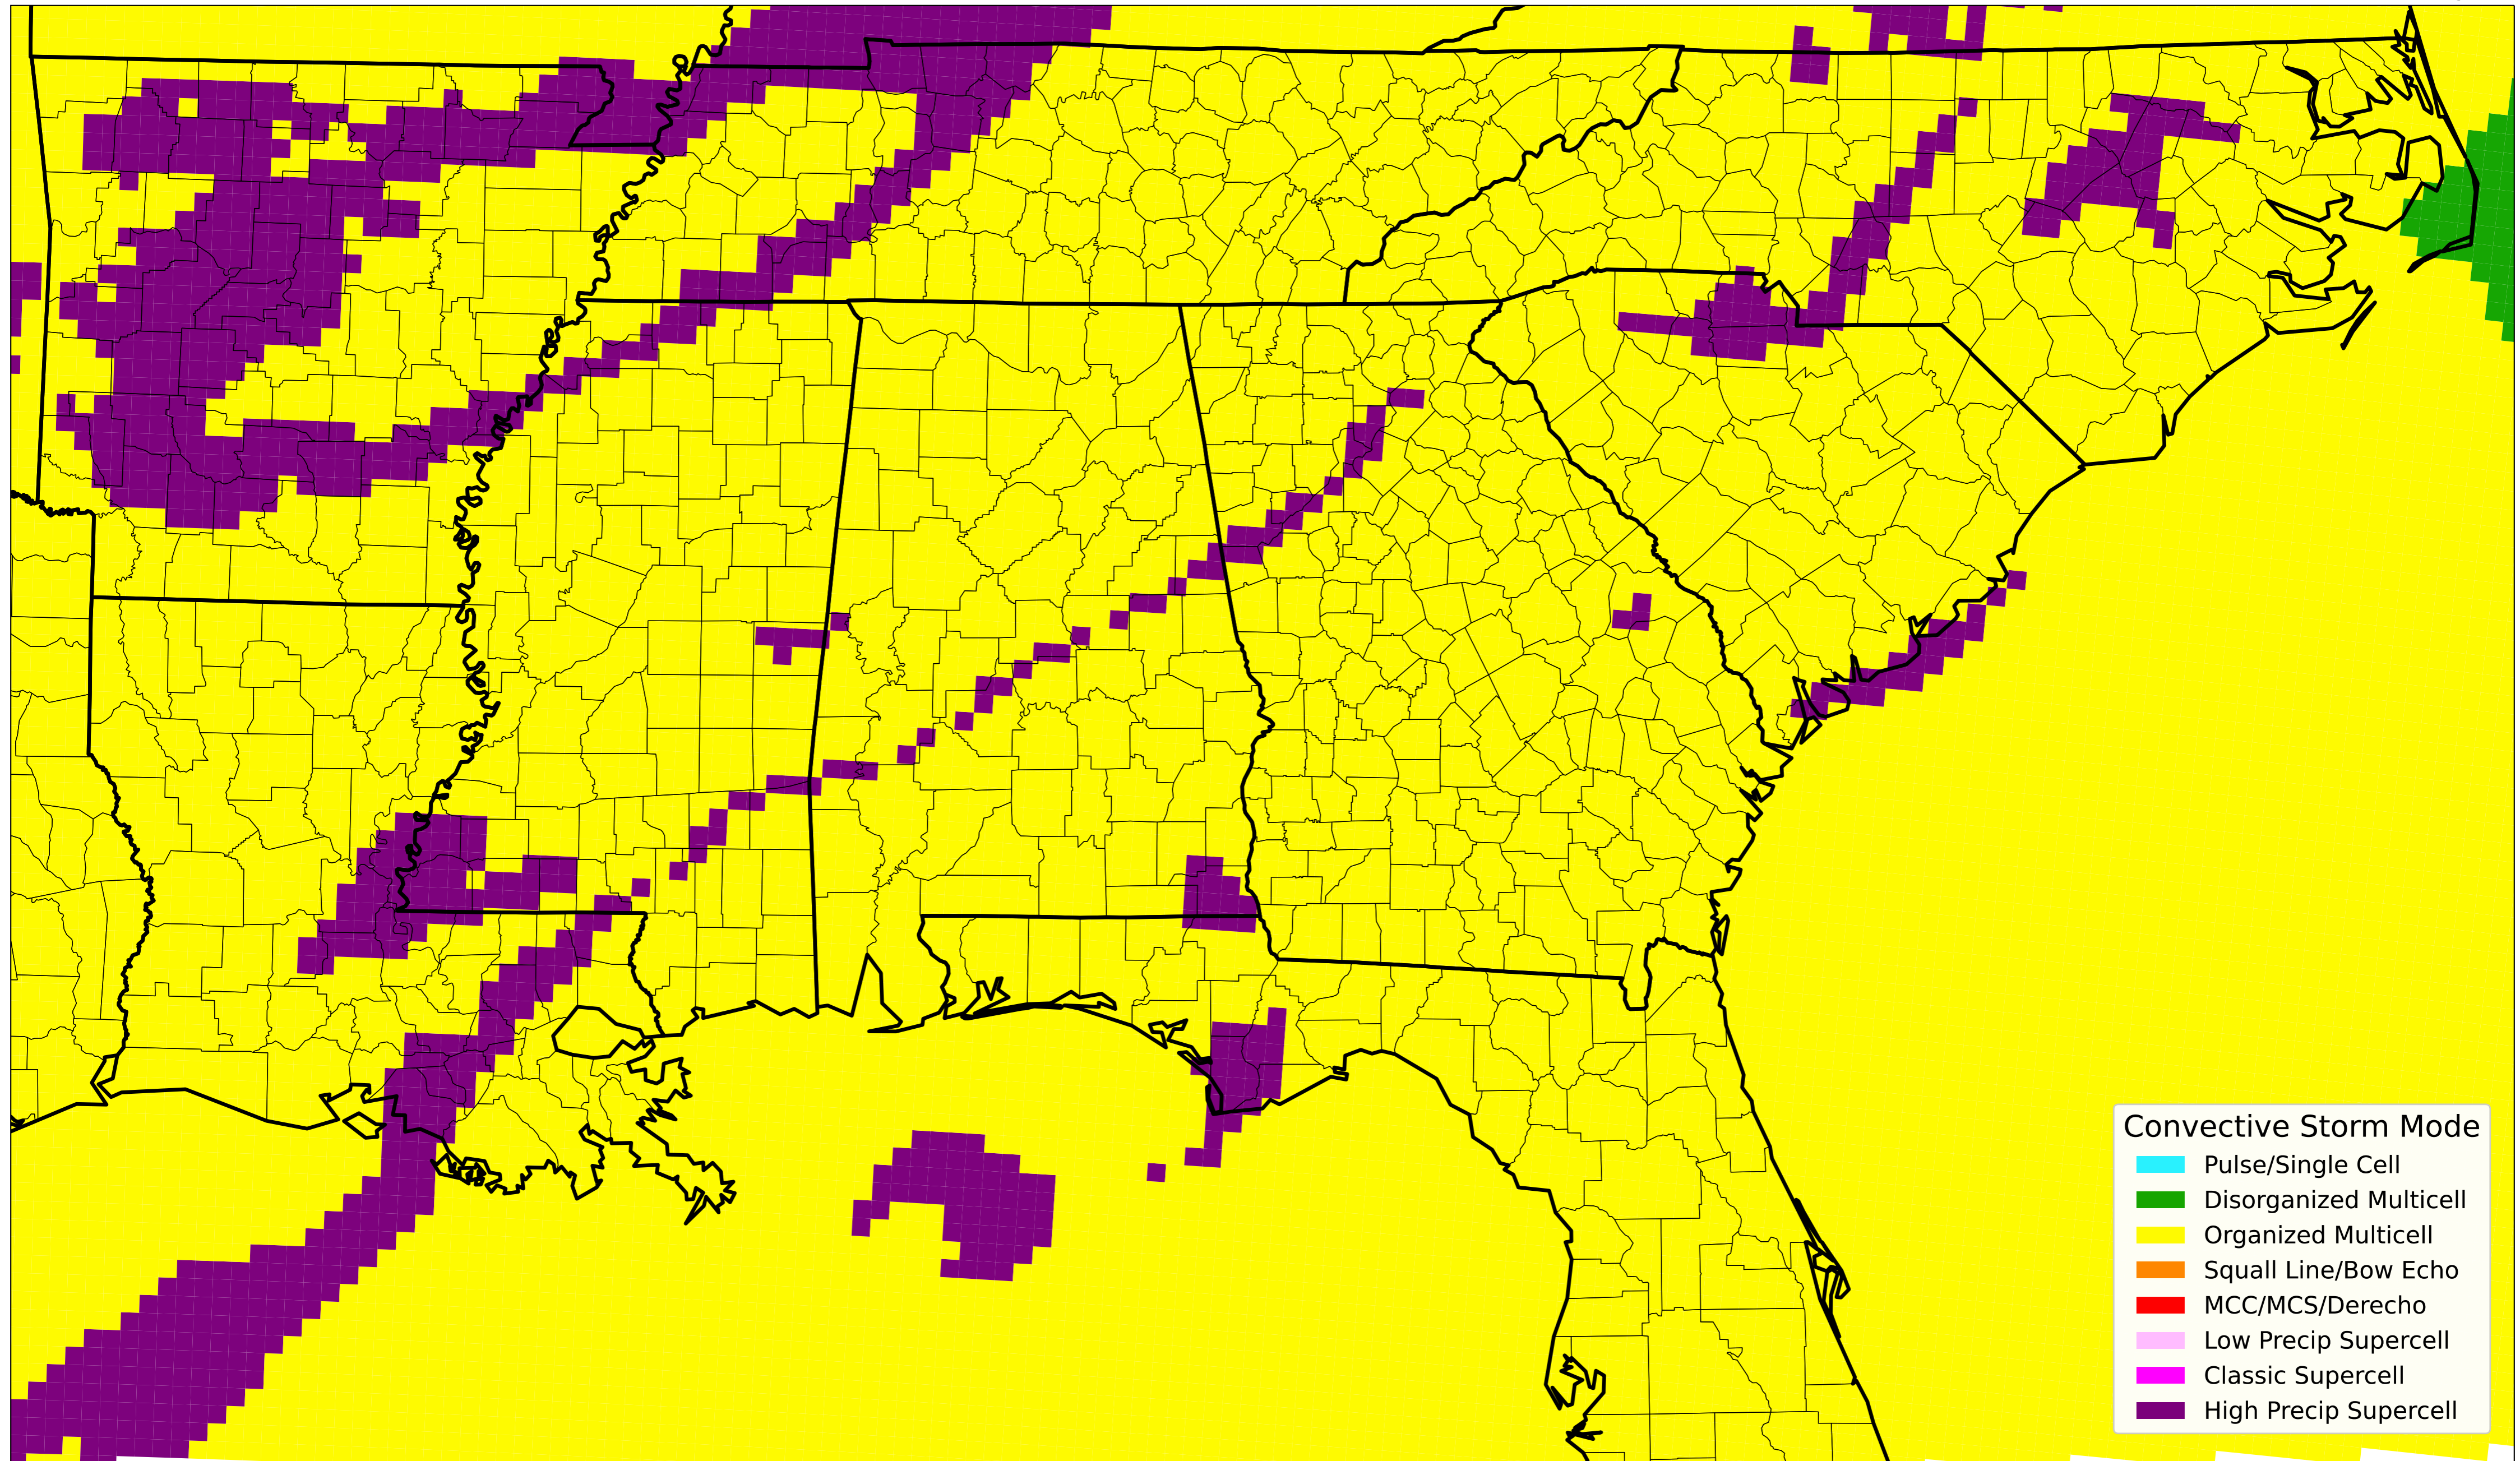 Convective Storm Mode
Pulse/Single Cell
Disorganized Multicell
Organized Multicell
Squall Line/Bow Echo
MCC/MCS/Derecho
Low Precip Supercell
Classic Supercell
High Precip Supercell